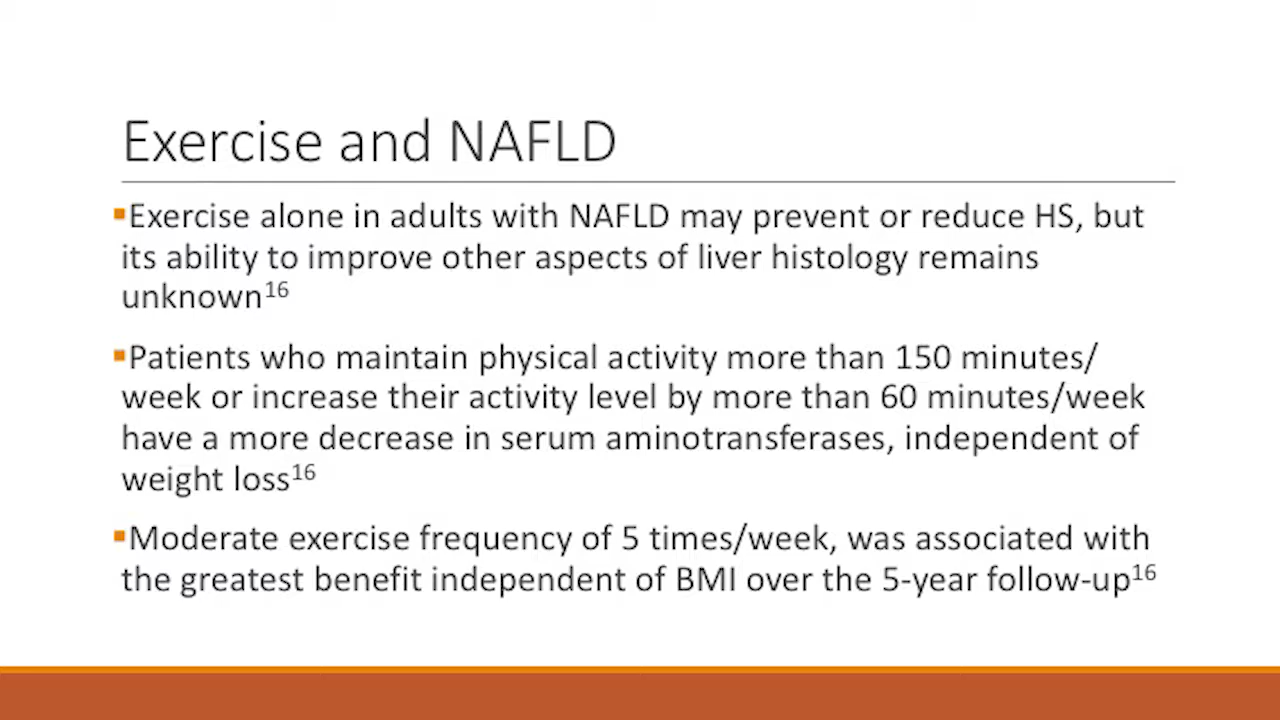 Exercise and NAFLD
▪Exercise alone in adults with NAFLD may prevent or reduce HS, but
its ability to improve other aspects of liver histology remains
unknown¹⁶
▪Patients who maintain physical activity more than 150 minutes/
week or increase their activity level by more than 60 minutes/week
have a more decrease in serum aminotransferases, independent of
weight loss¹⁶
▪Moderate exercise frequency of 5 times/week, was associated with
the greatest benefit independent of BMI over the 5-year follow-up¹⁶